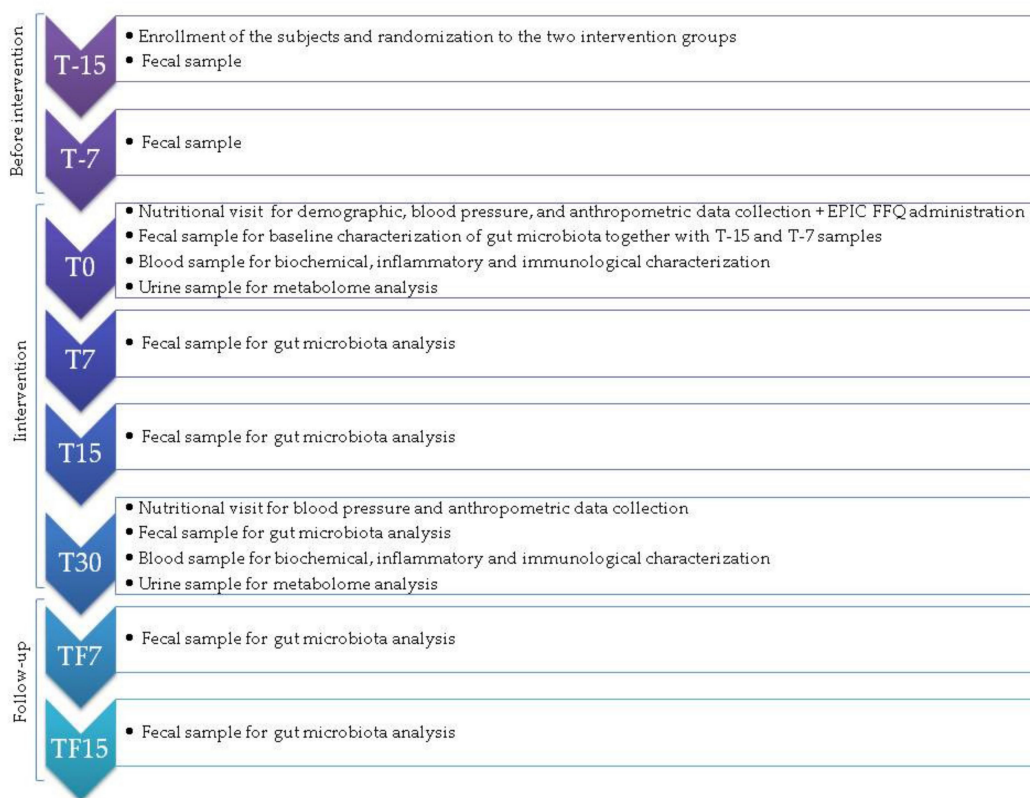 Before intervention
T-15
• Enrollment of the subjects and randomization to the two intervention groups
• Fecal sample
T-7
• Fecal sample
Iintervention
T0
• Nutritional visit for demographic, blood pressure, and anthropometric data collection + EPIC FFQ administration
• Fecal sample for baseline characterization of gut microbiota together with T-15 and T-7 samples
• Blood sample for biochemical, inflammatory and immunological characterization
• Urine sample for metabolome analysis
T7
• Fecal sample for gut microbiota analysis
T15
• Fecal sample for gut microbiota analysis
T30
• Nutritional visit for blood pressure and anthropometric data collection
• Fecal sample for gut microbiota analysis
• Blood sample for biochemical, inflammatory and immunological characterization
• Urine sample for metabolome analysis
Follow-up
TF7
• Fecal sample for gut microbiota analysis
TF15
• Fecal sample for gut microbiota analysis